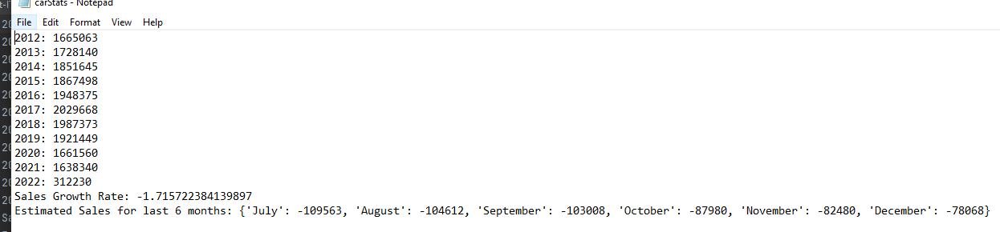 carStats - Notepad
File Edit Format View Help
2012: 1665063
2013: 1728140
2014: 1851645
2015: 1867498
2016: 1948375
2017: 2029668
2018: 1987373
2019: 1921449
2020: 1661560
2021: 1638340
2022: 312230
Sales Growth Rate: -1.715722384139897
Estimated Sales for last 6 months: {'July': -109563, 'August': -104612, 'September': -103008, 'October': -87980, 'November': -82480, 'December': -78068}